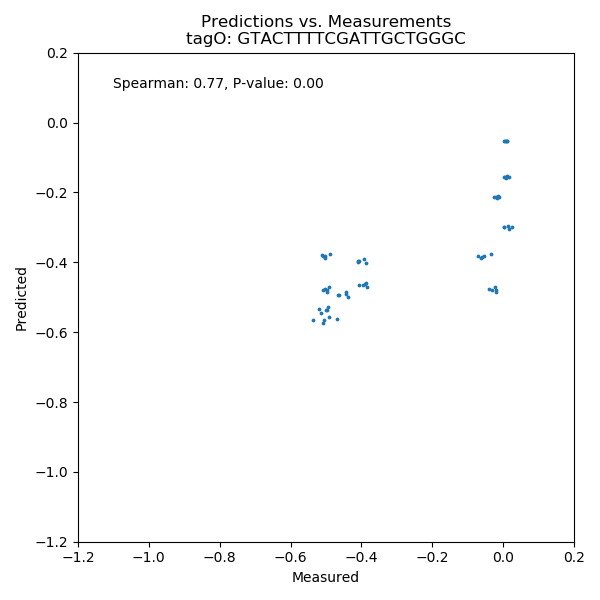 Predictions vs. Measurements
tagO: GTACTTTTCGATTGCTGGGC
0.2
Spearman: 0.77, P-value: 0.00
0.0
−0.2
−0.4
Predicted
−0.6
−0.8
−1.0
−1.2
−1.2 −1.0 −0.8 −0.6 −0.4 −0.2 0.0 0.2
Measured